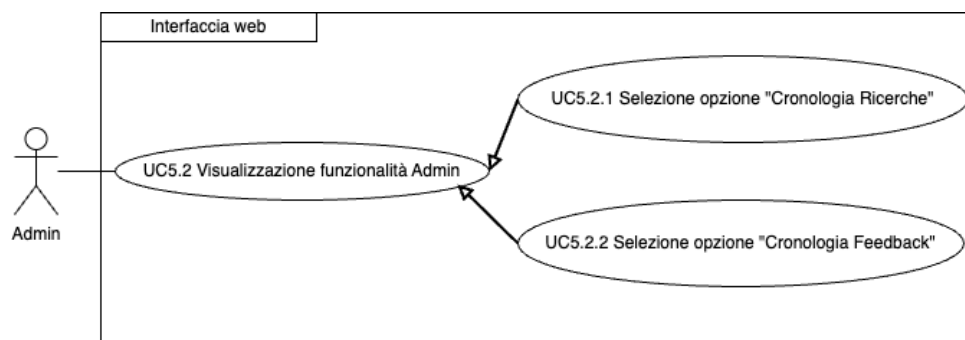 Interfaccia web
UC5.2.1 Selezione opzione "Cronologia Ricerche"
UC5.2 Visualizzazione funzionalità Admin
Admin
UC5.2.2 Selezione opzione "Cronologia Feedback"